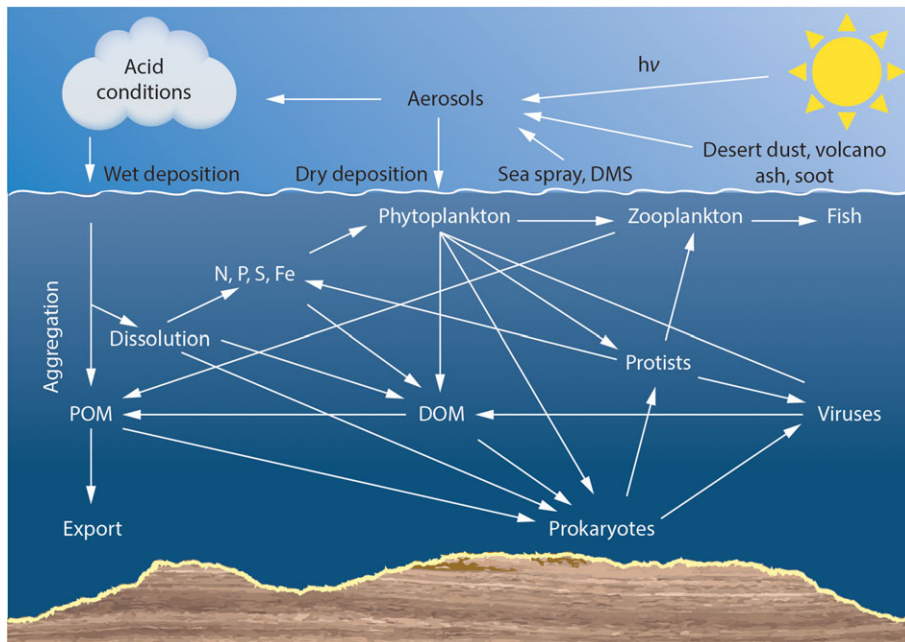 Acid
conditions
hν
Aerosols
Desert dust, volcano
ash, soot
Wet deposition
Dry deposition
Sea spray, DMS
Phytoplankton
Zooplankton
Fish
N, P, S, Fe
Aggregation
Dissolution
Protists
POM
DOM
Viruses
Export
Prokaryotes